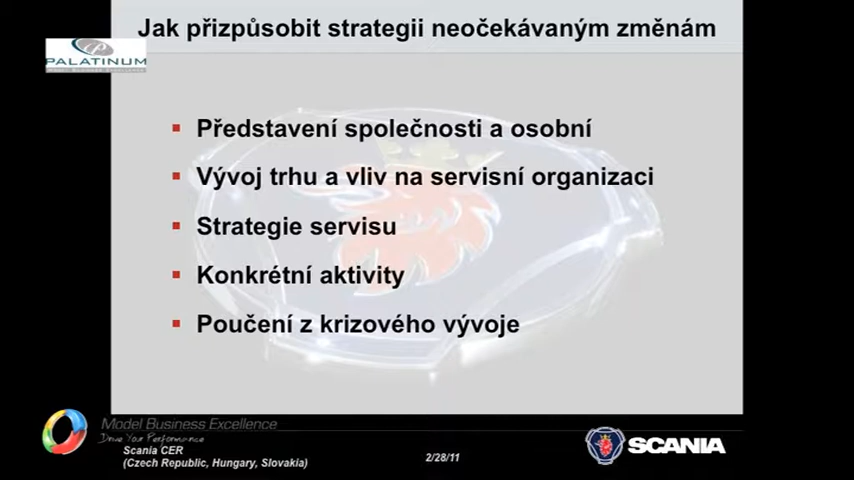 Jak přizpůsobit strategii neočekávaným změnám
PALATINUM
Představení společnosti a osobní
Vývoj trhu a vliv na servisní organizaci
Strategie servisu
Konkrétní aktivity
Poučení z krizového vývoje
Model Business Excellence
Drive Your Performance
Scania CER
(Czech Republic, Hungary, Slovakia)
2/28/11
SCANIA